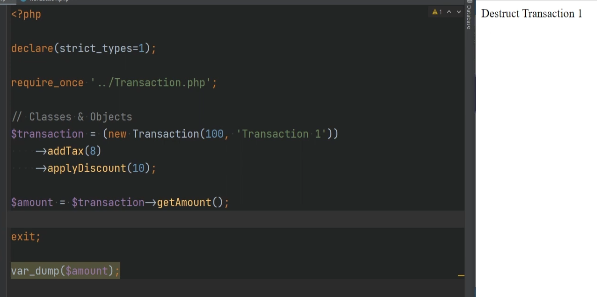 <?php
declare(strict_types=1);
require_once '../Transaction.php';
// Classes & Objects
$transaction = (new Transaction(100, 'Transaction 1'))
->addTax(8)
->applyDiscount(10);
$amount = $transaction->getAmount();
exit;
var_dump($amount);
1
Destruct Transaction 1